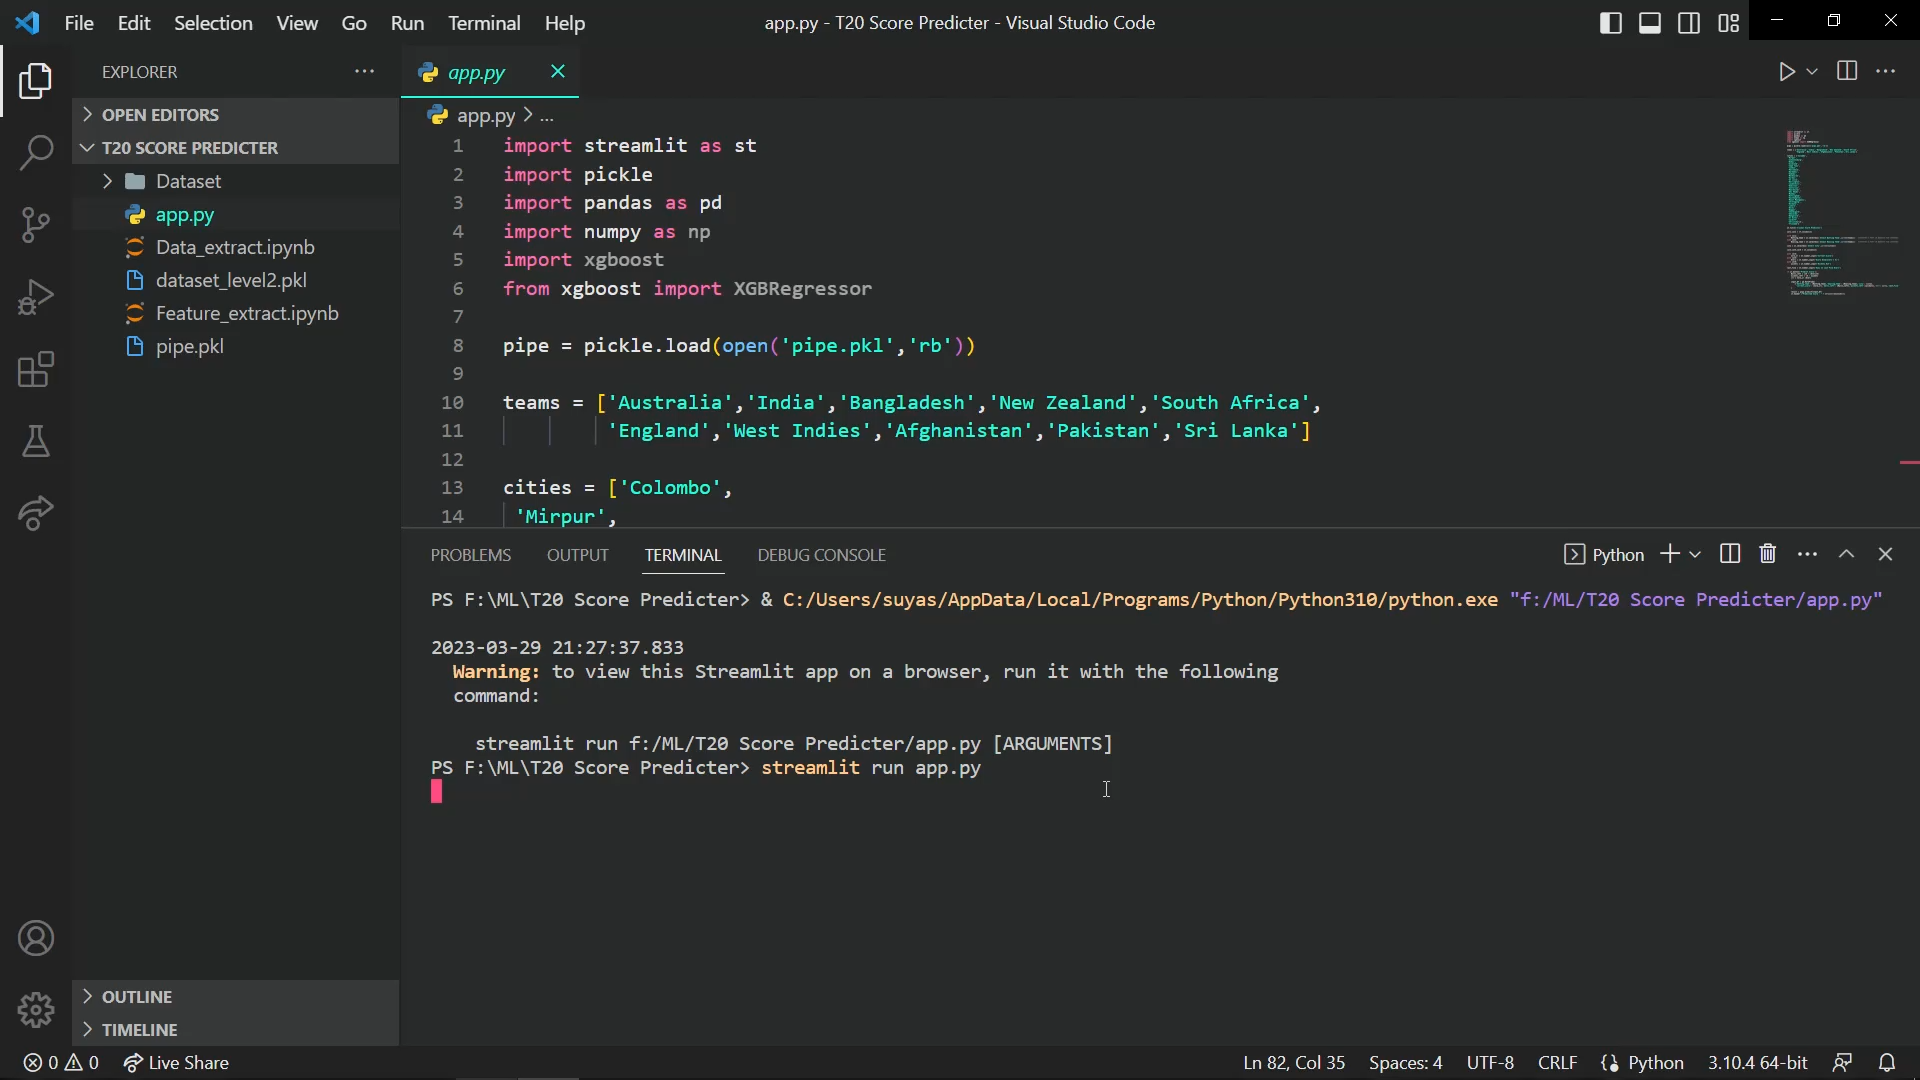 File Edit Selection View Go Run Terminal Help
app.py - T20 Score Predicter - Visual Studio Code
EXPLORER
OPEN EDITORS
T20 SCORE PREDICTER
Dataset
app.py
Data_extract.ipynb
dataset_level2.pkl
Feature_extract.ipynb
pipe.pkl
OUTLINE
TIMELINE
app.py
app.py > ...
1 import streamlit as st
2 import pickle
3 import pandas as pd
4 import numpy as np
5 import xgboost
6 from xgboost import XGBRegressor
7
8 pipe = pickle.load(open('pipe.pkl','rb'))
9
10 teams = ['Australia','India','Bangladesh','New Zealand','South Africa',
11 'England','West Indies','Afghanistan','Pakistan','Sri Lanka']
12
13 cities = ['Colombo',
14 'Mirpur',
PROBLEMS OUTPUT TERMINAL DEBUG CONSOLE
Python
PS F:\ML\T20 Score Predicter> & C:/Users/suyas/AppData/Local/Programs/Python/Python310/python.exe "f:/ML/T20 Score Predicter/app.py"
2023-03-29 21:27:37.833
Warning: to view this Streamlit app on a browser, run it with the following
command:
streamlit run f:/ML/T20 Score Predicter/app.py [ARGUMENTS]
PS F:\ML\T20 Score Predicter> streamlit run app.py
0 0 Live Share
Ln 82, Col 35 Spaces: 4 UTF-8 CRLF Python 3.10.4 64-bit